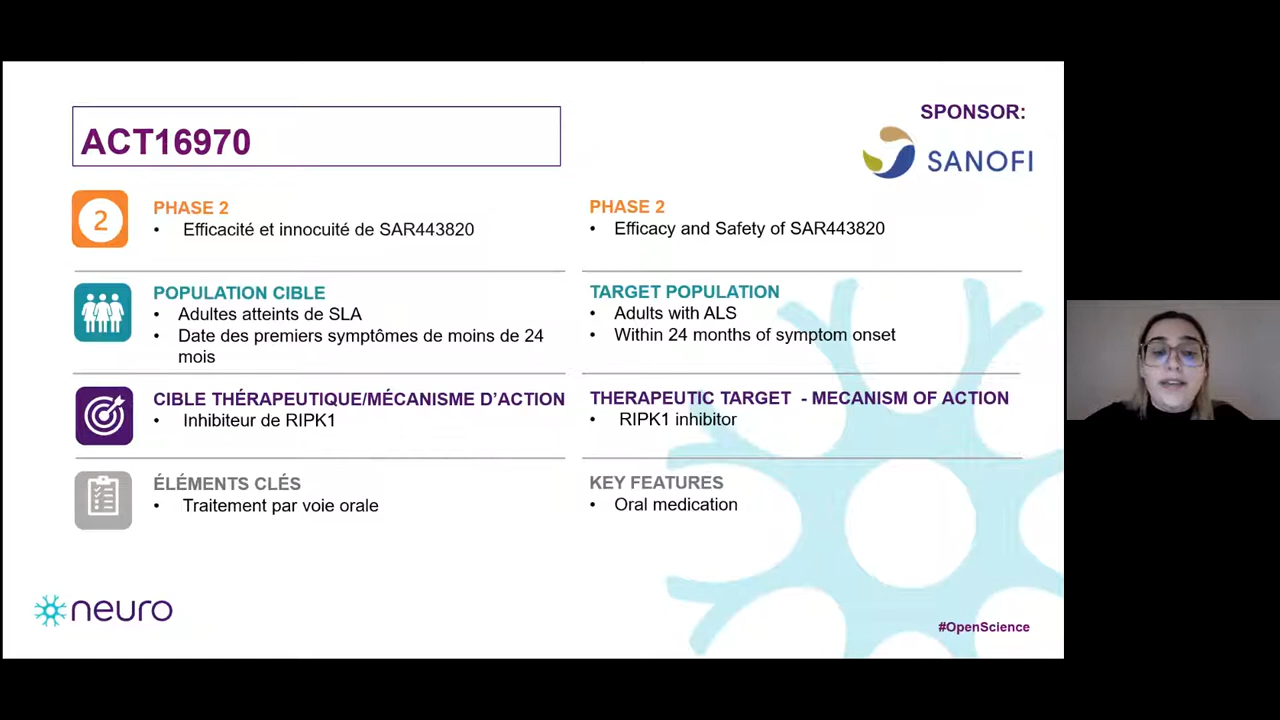 ACT16970
SPONSOR:
SANOFI
2
PHASE 2
• Efficacité et innocuité de SAR443820
PHASE 2
• Efficacy and Safety of SAR443820
POPULATION CIBLE
• Adultes atteints de SLA
• Date des premiers symptômes de moins de 24
mois
TARGET POPULATION
• Adults with ALS
• Within 24 months of symptom onset
CIBLE THÉRAPEUTIQUE/MÉCANISME D’ACTION
• Inhibiteur de RIPK1
THERAPEUTIC TARGET - MECANISM OF ACTION
• RIPK1 inhibitor
ÉLÉMENTS CLÉS
• Traitement par voie orale
KEY FEATURES
• Oral medication
neuro
#OpenScience